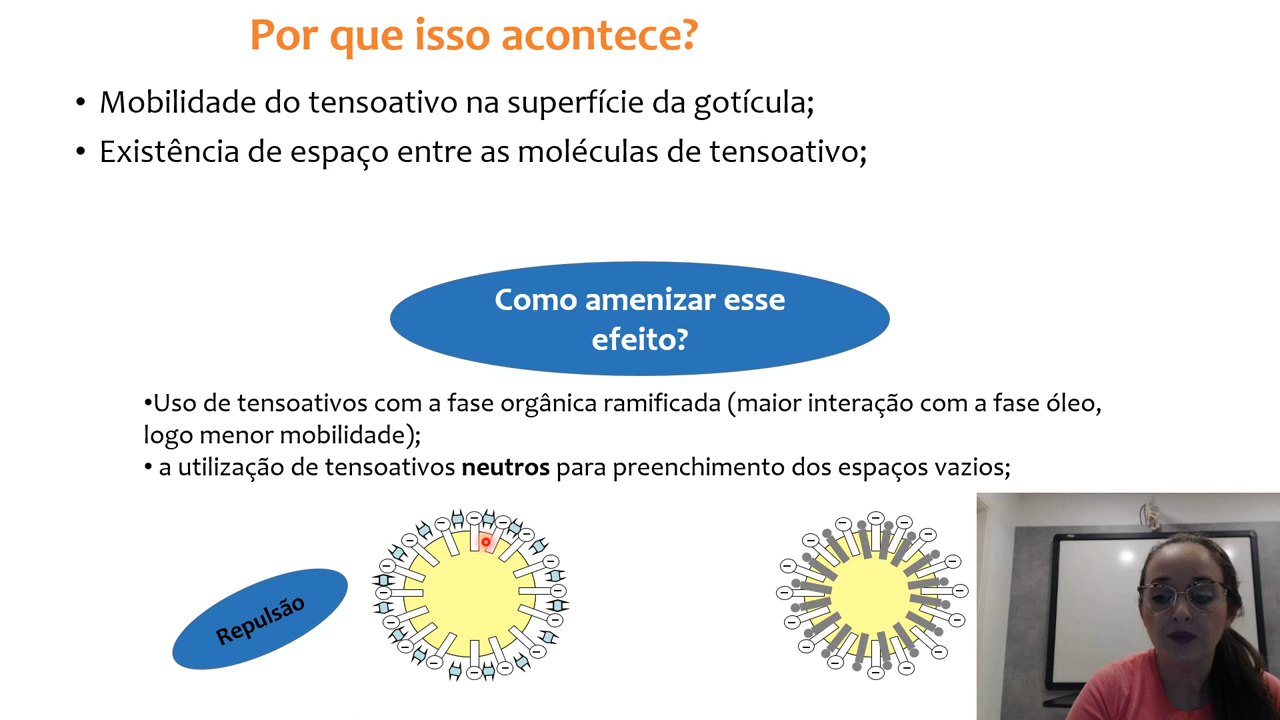 Por que isso acontece?
• Mobilidade do tensoativo na superfície da gotícula;
• Existência de espaço entre as moléculas de tensoativo;
Como amenizar esse
efeito?
•Uso de tensoativos com a fase orgânica ramificada (maior interação com a fase óleo,
logo menor mobilidade);
• a utilização de tensoativos neutros para preenchimento dos espaços vazios;
Repulsão